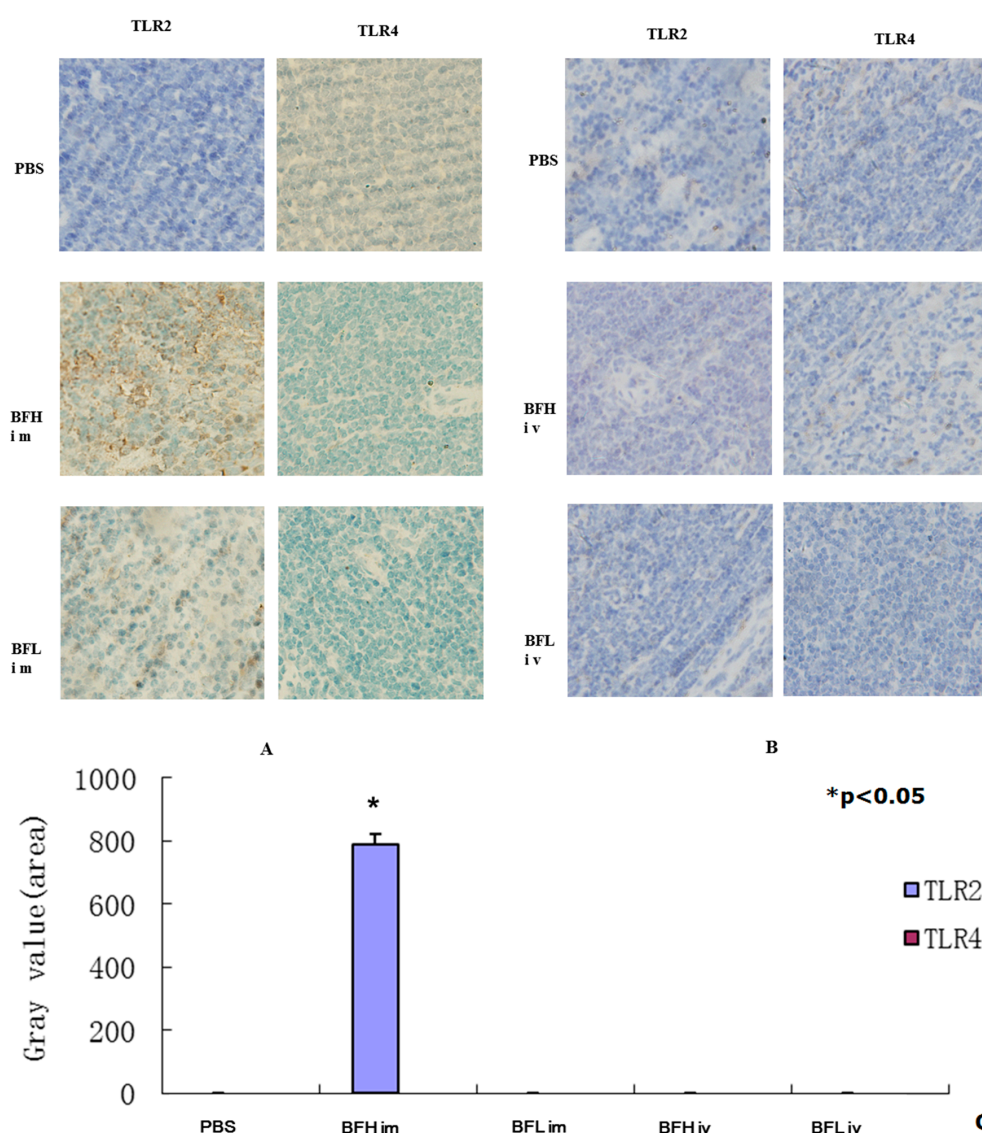 TLR2
TLR4
TLR2
TLR4
PBS
PBS
BFH
i m
BFH
i v
BFL
i m
BFL
i v
A
B
1000
800
600
400
200
0
Gray value(area)
*
*p<0.05
TLR2
TLR4
PBS
BFH im
BFL im
BFH iv
BFL iv